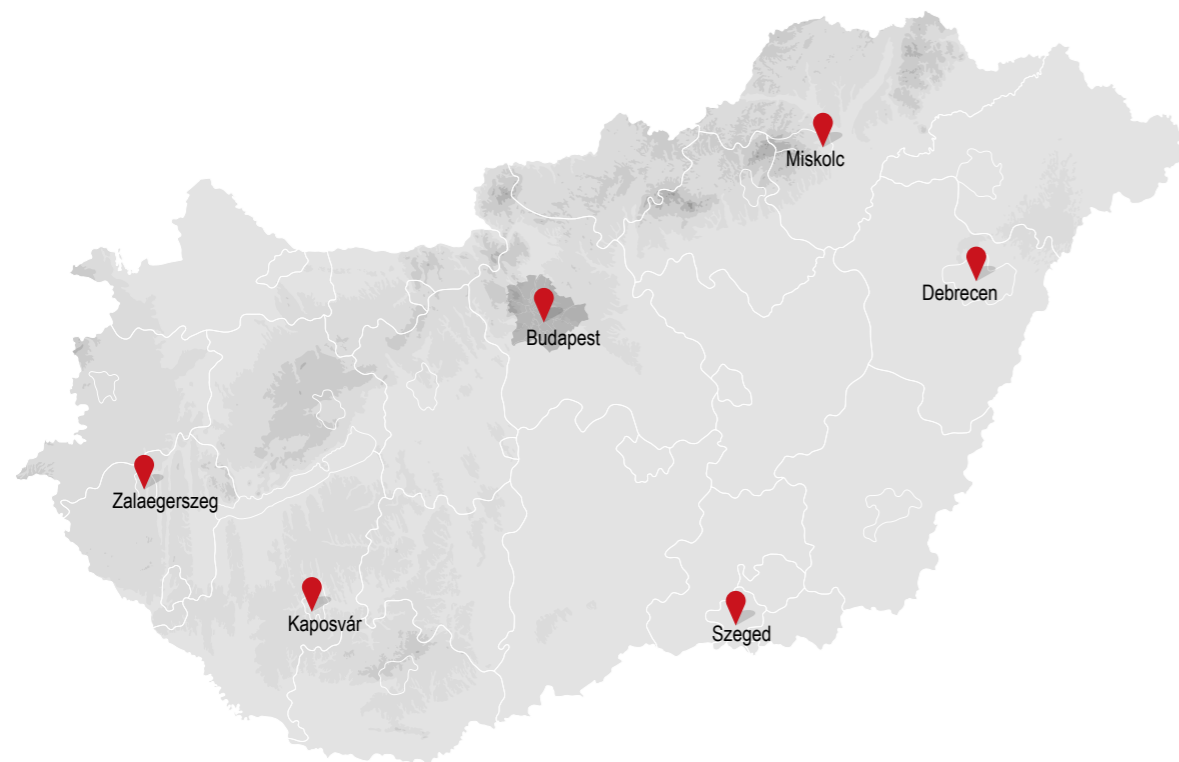 Miskolc
Debrecen
Budapest
Zalaegerszeg
Kaposvár
Szeged